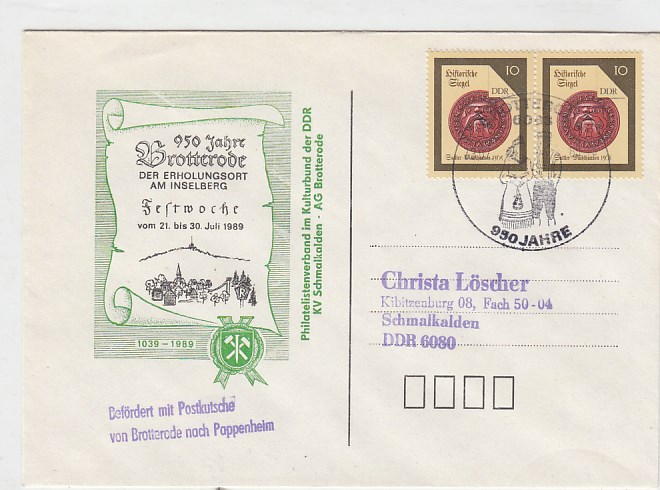 950 Jahre
Brotterode
DER ERHOLUNGSORT
AM INSELBERG
Festwoche
vom 21. bis 30. Juli 1989
1039 – 1989
Philatelistenverband im Kulturbund der DDR
KV Schmalkalden · AG Brotterode
Befördert mit Postkutsche
von Brotterode nach Pappenheim
Historische
Siegel
10
DDR
Historische
Siegel
10
DDR
950 JAHRE
Christa Löscher
Kibitzenburg 08, Fach 50-04
Schmalkalden
DDR 6080